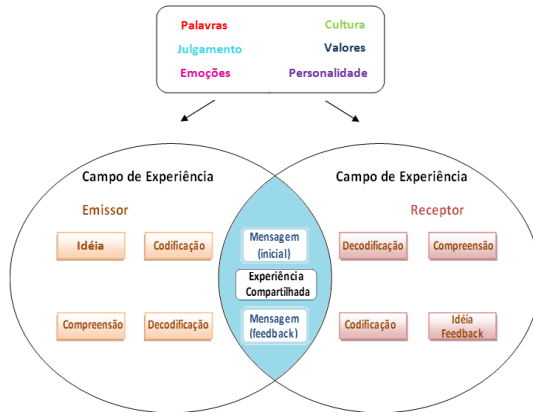 Palavras Cultura
Julgamento Valores
Emoções Personalidade
Campo de Experiência Campo de Experiência
Emissor Receptor
Idéia Codificação Mensagem Decodificação Compreensão
(inicial)
Experiência
Compartilhada
Compreensão Decodificação Mensagem Codificação Idéia
(feedback) Feedback